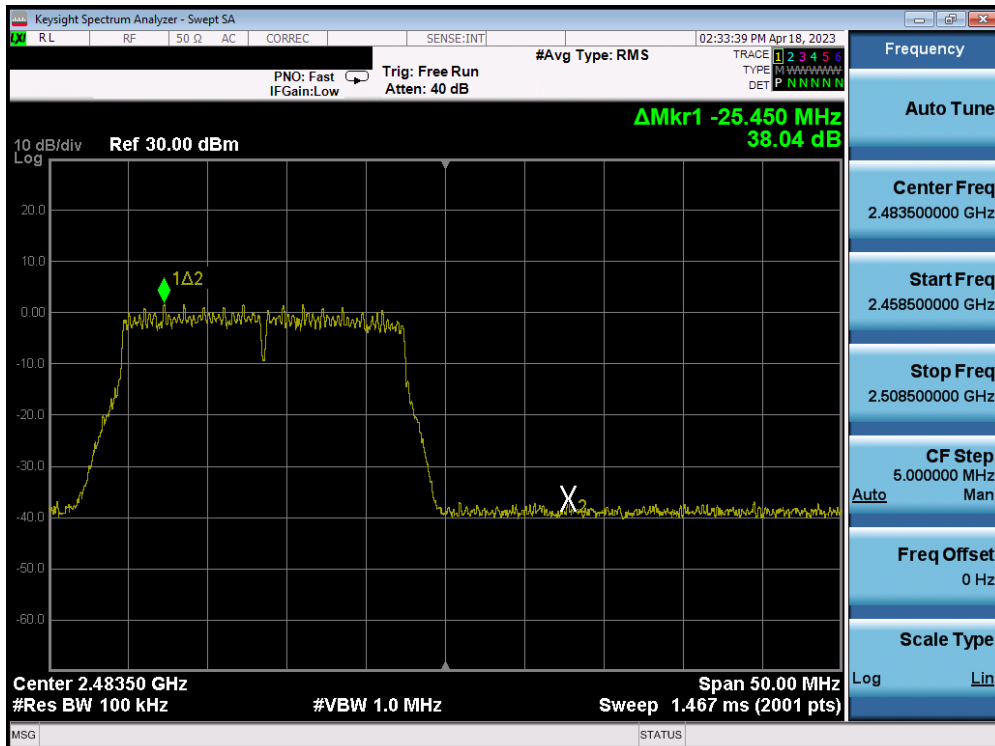 Keysight Spectrum Analyzer - Swept SA
LXI RL RF 50 Ω AC CORREC SENSE:INT 02:33:39 PM Apr 18, 2023
#Avg Type: RMS TRACE 1 2 3 4 5 6
PNO: Fast Trig: Free Run TYPE M W W W W W
IFGain:Low Atten: 40 dB DET P N N N N N
ΔMkr1 -25.450 MHz
38.04 dB
10 dB/div Ref 30.00 dBm
Log
20.0
10.0
1Δ2
0.00
-10.0
-20.0
-30.0
2
-40.0
-50.0
-60.0
Center 2.48350 GHz Span 50.00 MHz
#Res BW 100 kHz #VBW 1.0 MHz Sweep 1.467 ms (2001 pts)
MSG STATUS
Frequency
Auto Tune
Center Freq
2.483500000 GHz
Start Freq
2.458500000 GHz
Stop Freq
2.508500000 GHz
CF Step
5.000000 MHz
Auto Man
Freq Offset
0 Hz
Scale Type
Log Lin